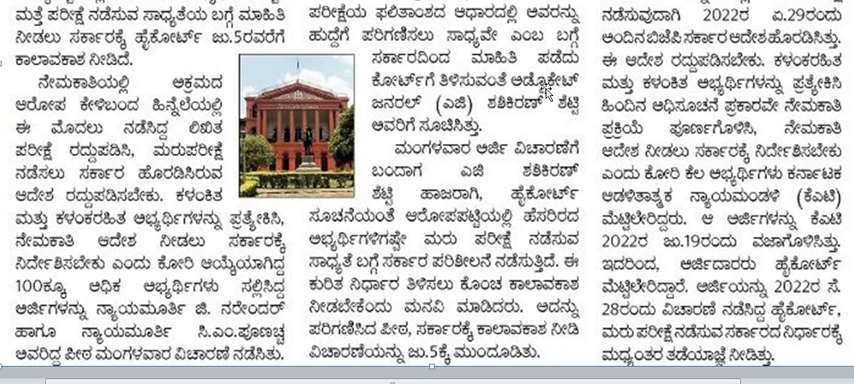 ಮತ್ತೆ ಪರೀಕ್ಷೆ ನಡೆಸುವ ಸಾಧ್ಯತೆಯ ಬಗ್ಗೆ ಮಾಹಿತಿ
ನೀಡಲು ಸರ್ಕಾರಕ್ಕೆ ಹೈಕೋರ್ಟ್ ಜು.5ರವರೆಗೆ
ಕಾಲಾವಕಾಶ ನೀಡಿದೆ.
ನೇಮಕಾತಿಯಲ್ಲಿ ಅಕ್ರಮದ
ಆರೋಪ ಕೇಳಿಬಂದ ಹಿನ್ನೆಲೆಯಲ್ಲಿ
ಈ ಮೊದಲು ನಡೆಸಿದ್ದ ಲಿಖಿತ
ಪರೀಕ್ಷೆ ರದ್ದುಪಡಿಸಿ, ಮರುಪರೀಕ್ಷೆ
ನಡೆಸಲು ಸರ್ಕಾರ ಹೊರಡಿಸಿರುವ
ಆದೇಶ ರದ್ದುಪಡಿಸಬೇಕು. ಕಳಂಕಿತ
ಮತ್ತು ಕಳಂಕರಹಿತ ಅಭ್ಯರ್ಥಿಗಳನ್ನು ಪ್ರತ್ಯೇಕಿಸಿ,
ನೇಮಕಾತಿ ಆದೇಶ ನೀಡಲು ಸರ್ಕಾರಕ್ಕೆ
ನಿರ್ದೇಶಿಸಬೇಕು ಎಂದು ಕೋರಿ ಆಯ್ಕೆಯಾಗಿದ್ದ
100ಕ್ಕೂ ಅಧಿಕ ಅಭ್ಯರ್ಥಿಗಳು ಸಲ್ಲಿಸಿದ್ದ
ಅರ್ಜಿಗಳನ್ನು ನ್ಯಾಯಮೂರ್ತಿ ಜಿ. ನರೇಂದರ್
ಹಾಗೂ ನ್ಯಾಯಮೂರ್ತಿ ಸಿ.ಎಂ.ಪೂಣಚ್ಚ
ಅವರಿದ್ದ ಪೀಠ ಮಂಗಳವಾರ ವಿಚಾರಣೆ ನಡೆಸಿತು.
ಪರೀಕ್ಷೆಯ ಫಲಿತಾಂಶದ ಆಧಾರದಲ್ಲಿ ಅವರನ್ನು
ಹುದ್ದೆಗೆ ಪರಿಗಣಿಸಲು ಸಾಧ್ಯವೇ ಎಂಬ ಬಗ್ಗೆ
ಸರ್ಕಾರದಿಂದ ಮಾಹಿತಿ ಪಡೆದು
ಕೋರ್ಟ್‌ಗೆ ತಿಳಿಸುವಂತೆ ಅಡ್ವೊಕೇಟ್
ಜನರಲ್ (ಎಜಿ) ಶಶಿಕಿರಣ್ ಶೆಟ್ಟಿ
ಅವರಿಗೆ ಸೂಚಿಸಿತ್ತು.
ಮಂಗಳವಾರ ಅರ್ಜಿ ವಿಚಾರಣೆಗೆ
ಬಂದಾಗ ಎಜಿ ಶಶಿಕಿರಣ್
ಶೆಟ್ಟಿ ಹಾಜರಾಗಿ, ಹೈಕೋರ್ಟ್
ಸೂಚನೆಯಂತೆ ಆರೋಪಪಟ್ಟಿಯಲ್ಲಿ ಹೆಸರಿರದ
ಅಭ್ಯರ್ಥಿಗಳಿಗಷ್ಟೇ ಮರು ಪರೀಕ್ಷೆ ನಡೆಸುವ
ಸಾಧ್ಯತೆ ಬಗ್ಗೆ ಸರ್ಕಾರ ಪರಿಶೀಲನೆ ನಡೆಸುತ್ತಿದೆ. ಈ
ಕುರಿತ ನಿರ್ಧಾರ ತಿಳಿಸಲು ಕೊಂಚ ಕಾಲಾವಕಾಶ
ನೀಡಬೇಕೆಂದು ಮನವಿ ಮಾಡಿದರು. ಅದನ್ನು
ಪರಿಗಣಿಸಿದ ಪೀಠ, ಸರ್ಕಾರಕ್ಕೆ ಕಾಲಾವಕಾಶ ನೀಡಿ
ವಿಚಾರಣೆಯನ್ನು ಜು.5ಕ್ಕೆ ಮುಂದೂಡಿತು.
ನಡೆಸುವುದಾಗಿ 2022ರ ಏ.29ರಂದು
ಅಂದಿನ ಬಿಜೆಪಿ ಸರ್ಕಾರ ಆದೇಶ ಹೊರಡಿಸಿತ್ತು.
ಈ ಆದೇಶ ರದ್ದುಪಡಿಸಬೇಕು. ಕಳಂಕರಹಿತ
ಮತ್ತು ಕಳಂಕಿತ ಅಭ್ಯರ್ಥಿಗಳನ್ನು ಪ್ರತ್ಯೇಕಿಸಿ
ಹಿಂದಿನ ಅಧಿಸೂಚನೆ ಪ್ರಕಾರವೇ ನೇಮಕಾತಿ
ಪ್ರಕ್ರಿಯೆ ಪೂರ್ಣಗೊಳಿಸಿ, ನೇಮಕಾತಿ
ಆದೇಶ ನೀಡಲು ಸರ್ಕಾರಕ್ಕೆ ನಿರ್ದೇಶಿಸಬೇಕು
ಎಂದು ಕೋರಿ ಕೆಲ ಅಭ್ಯರ್ಥಿಗಳು ಕರ್ನಾಟಕ
ಆಡಳಿತಾತ್ಮಕ ನ್ಯಾಯಮಂಡಳಿ (ಕೆಎಟಿ)
ಮೆಟ್ಟಿಲೇರಿದ್ದರು. ಆ ಅರ್ಜಿಗಳನ್ನು ಕೆಎಟಿ
2022ರ ಜು.19ರಂದು ವಜಾಗೊಳಿಸಿತ್ತು.
ಇದರಿಂದ, ಅರ್ಜಿದಾರರು ಹೈಕೋರ್ಟ್
ಮೆಟ್ಟಿಲೇರಿದ್ದಾರೆ. ಅರ್ಜಿಯನ್ನು 2022ರ ಸೆ.
28ರಂದು ವಿಚಾರಣೆ ನಡೆಸಿದ್ದ ಹೈಕೋರ್ಟ್,
ಮರು ಪರೀಕ್ಷೆ ನಡೆಸುವ ಸರ್ಕಾರದ ನಿರ್ಧಾರಕ್ಕೆ
ಮಧ್ಯಂತರ ತಡೆಯಾಜ್ಞೆ ನೀಡಿತ್ತು.